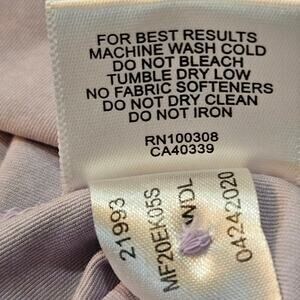 FOR BEST RESULTS
MACHINE WASH COLD
DO NOT BLEACH
TUMBLE DRY LOW
NO FABRIC SOFTENERS
DO NOT DRY CLEAN
DO NOT IRON
RN100308
CA40339
21993
MF20EK05S
04242020